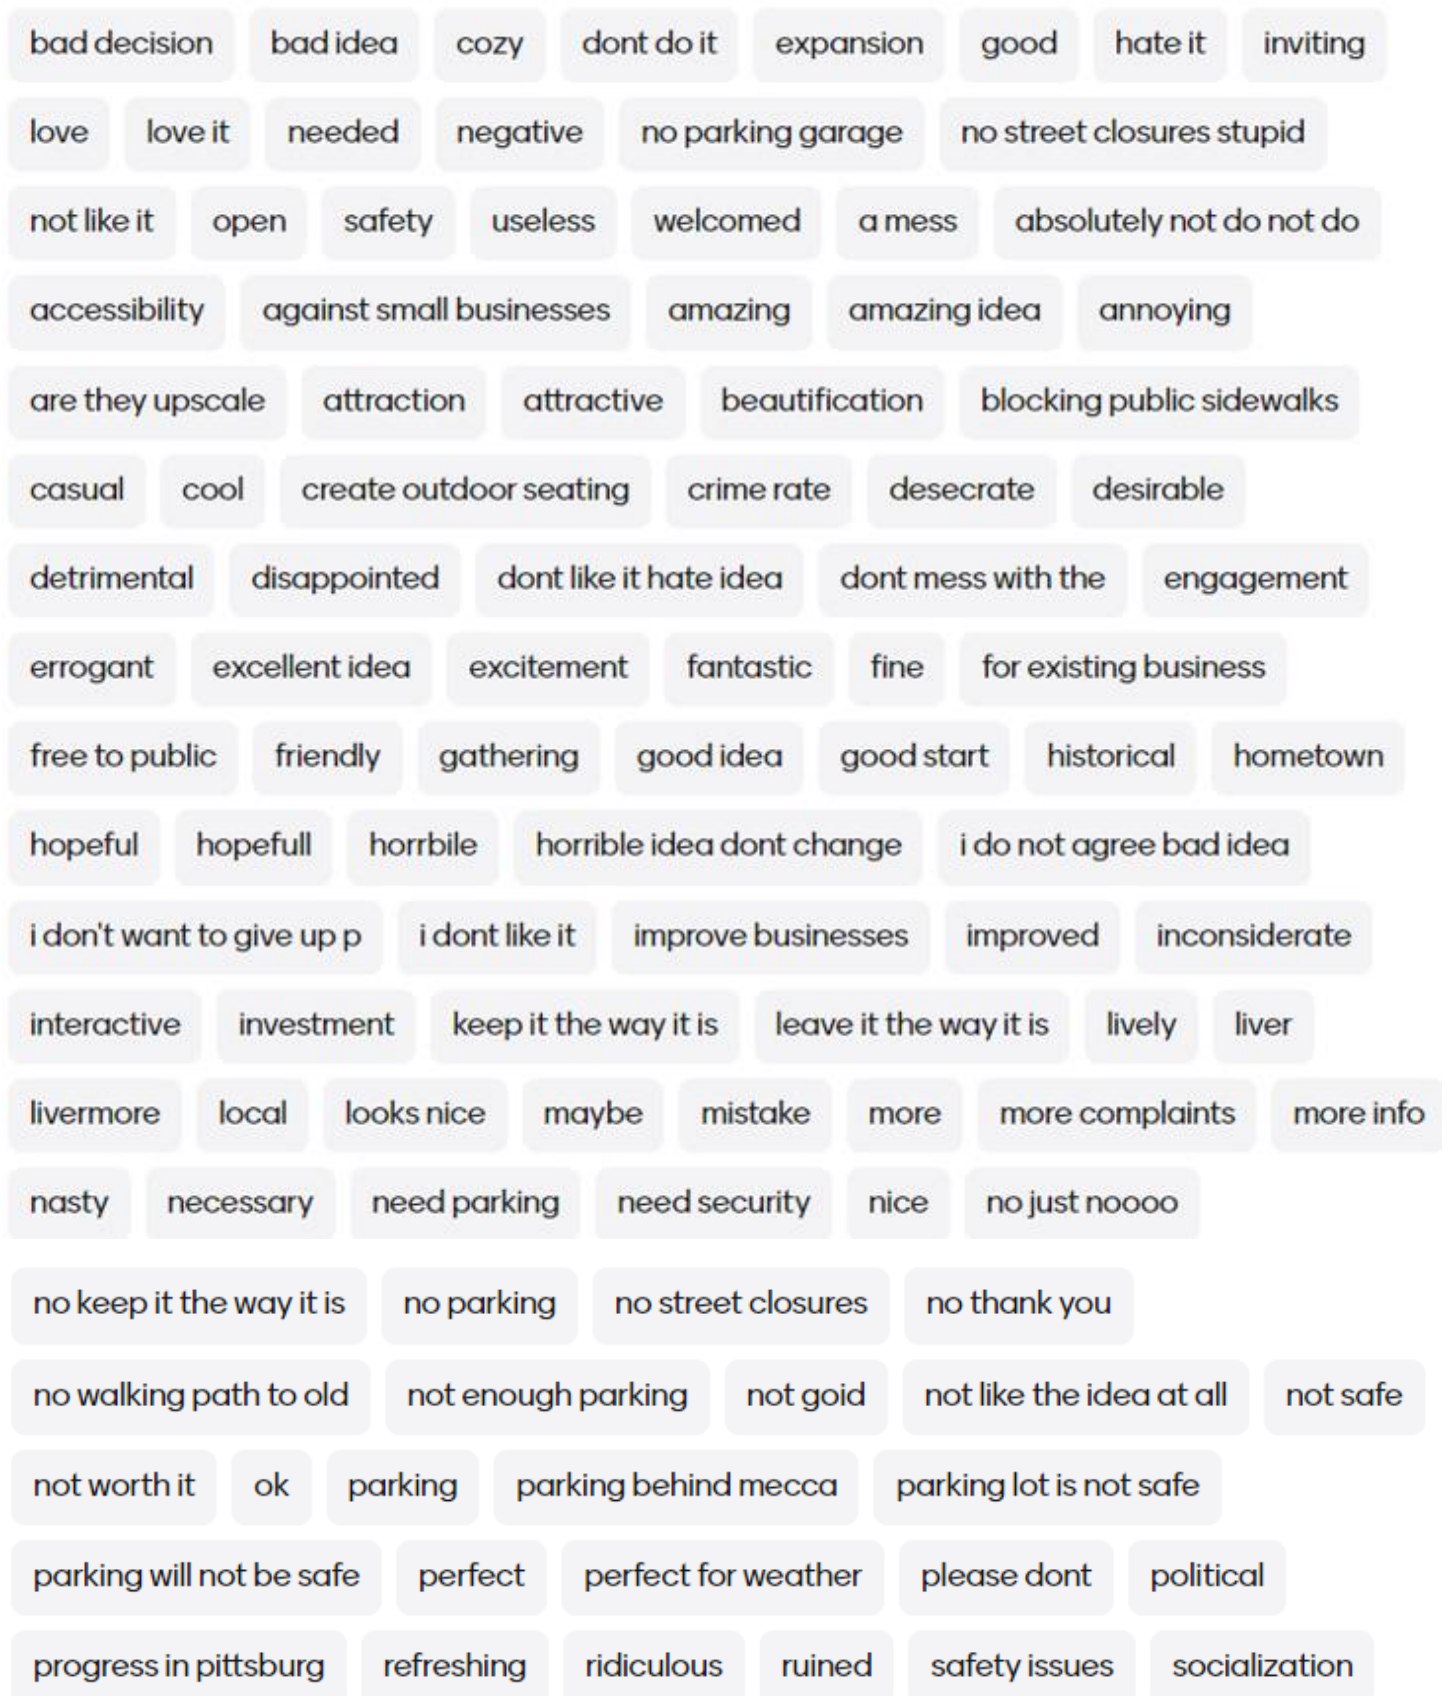 bad decision bad idea cozy dont do it expansion good hate it inviting
love love it needed negative no parking garage no street closures stupid
not like it open safety useless welcomed a mess absolutely not do not do
accessibility against small businesses amazing amazing idea annoying
are they upscale attraction attractive beautification blocking public sidewalks
casual cool create outdoor seating crime rate desecrate desirable
detrimental disappointed dont like it hate idea dont mess with the engagement
errogant excellent idea excitement fantastic fine for existing business
free to public friendly gathering good idea good start historical hometown
hopeful hopefull horrbile horrible idea dont change i do not agree bad idea
i don't want to give up p i dont like it improve businesses improved inconsiderate
interactive investment keep it the way it is leave it the way it is lively liver
livermore local looks nice maybe mistake more more complaints more info
nasty necessary need parking need security nice no just noooo
no keep it the way it is no parking no street closures no thank you
no walking path to old not enough parking not goid not like the idea at all not safe
not worth it ok parking parking behind mecca parking lot is not safe
parking will not be safe perfect perfect for weather please dont political
progress in pittsburg refreshing ridiculous ruined safety issues socialization